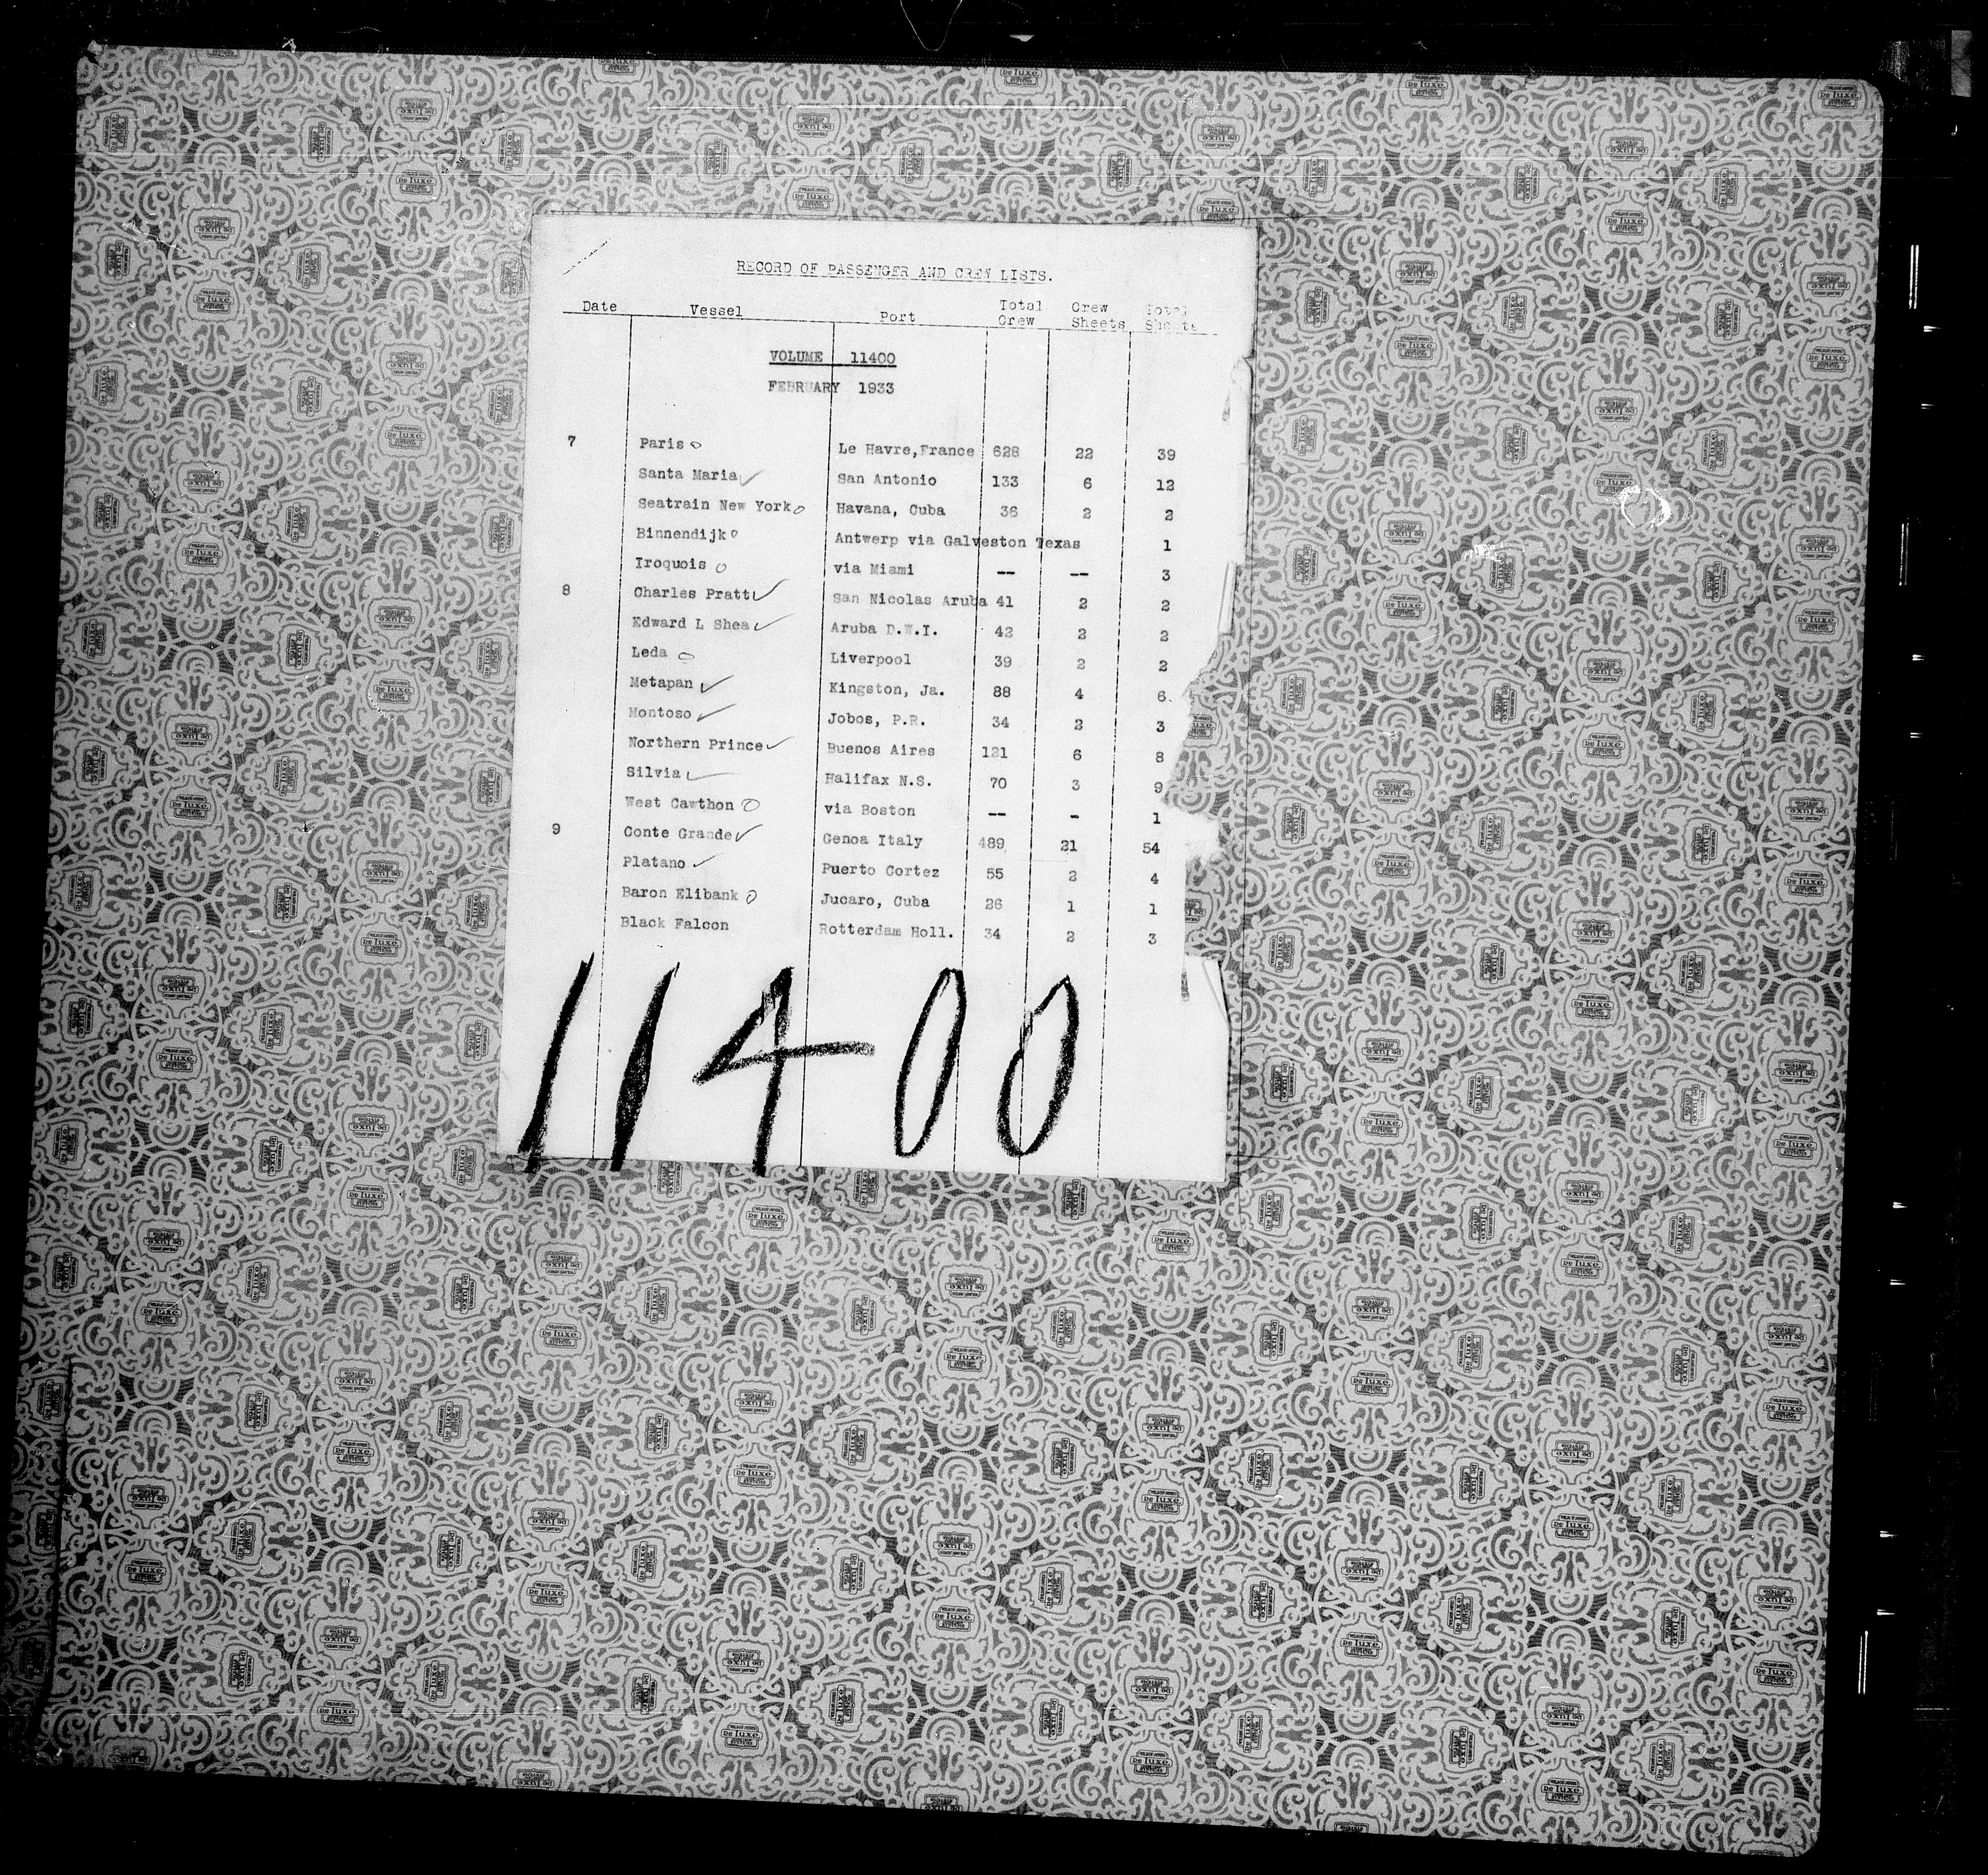 RECORD OF PASSENGER AND CREW LISTS.
Date Vessel Port Total Crew Crew Sheets Total Sheets
VOLUME 11400
FEBRUARY 1933
7 Paris Le Havre,France 628 22 39
Santa Maria San Antonio 133 6 12
Seatrain New York Havana, Cuba 36 2 2
Binnendijk Antwerp via Galveston Texas 1
Iroquois via Miami -- -- 3
8 Charles Pratt San Nicolas Aruba 41 2 2
Edward L Shea Aruba D.W.I. 42 2 2
Leda Liverpool 39 2 2
Metapan Kingston, Ja. 88 4 6
Montoso Jobos, P.R. 34 2 3
Northern Prince Buenos Aires 121 6 8
Silvia Halifax N.S. 70 3 9
West Cawthon via Boston -- - 1
9 Conte Grande Genoa Italy 489 21 54
Platano Puerto Cortez 55 2 4
Baron Elibank Jucaro, Cuba 26 1 1
Black Falcon Rotterdam Holl. 34 2 3
11400
De Luxe